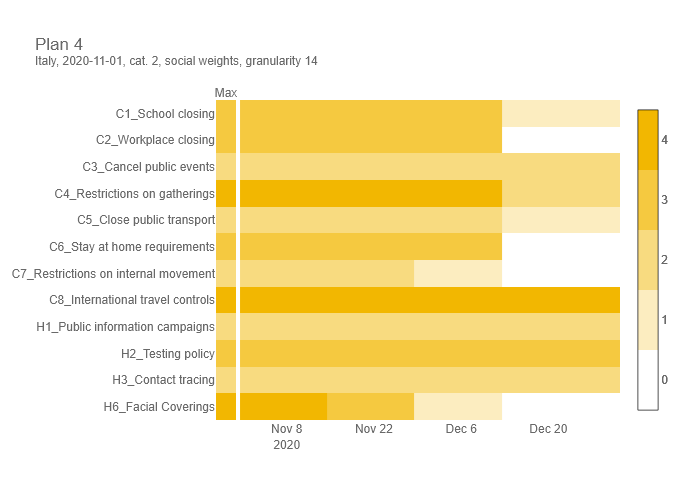 Plan 4
Italy, 2020-11-01, cat. 2, social weights, granularity 14
Max
C1_School closing
C2_Workplace closing
C3_Cancel public events
C4_Restrictions on gatherings
C5_Close public transport
C6_Stay at home requirements
C7_Restrictions on internal movement
C8_International travel controls
H1_Public information campaigns
H2_Testing policy
H3_Contact tracing
H6_Facial Coverings
Nov 8
2020
Nov 22
Dec 6
Dec 20
4
3
2
1
0